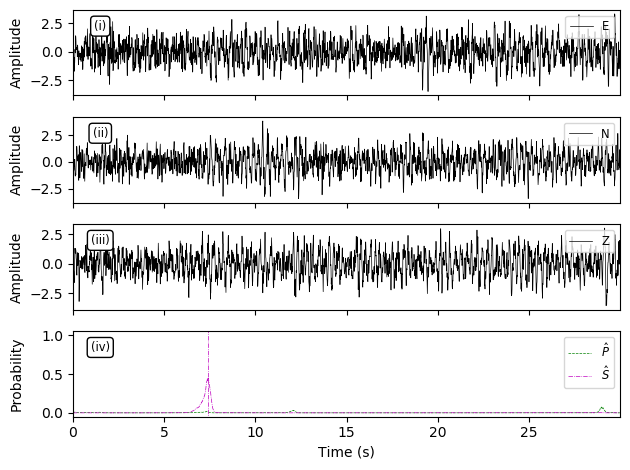 (i)
E
2.5
0.0
−2.5
Amplitude
(ii)
N
2.5
0.0
−2.5
Amplitude
(iii)
Z
2.5
0.0
−2.5
Amplitude
(iv)
P̂
Ŝ
1.0
0.5
0.0
Probability
0 5 10 15 20 25
Time (s)